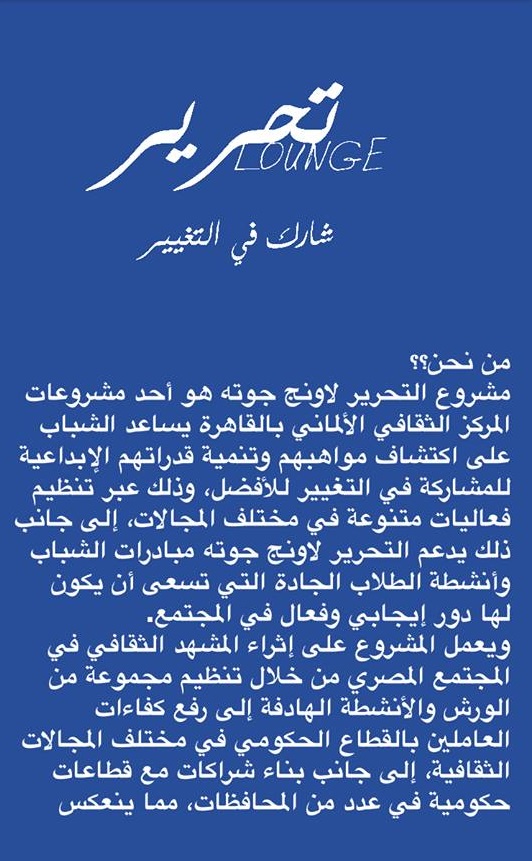 تحرير
LOUNGE
شارك في التغيير
من نحن؟؟
مشروع التحرير لاونج جوته هو أحد مشروعات
المركز الثقافي الألماني بالقاهرة يساعد الشباب
على اكتشاف مواهبهم وتنمية قدراتهم الإبداعية
للمشاركة في التغيير للأفضل، وذلك عبر تنظيم
فعاليات متنوعة في مختلف المجالات، إلى جانب
ذلك يدعم التحرير لاونج جوته مبادرات الشباب
وأنشطة الطلاب الجادة التي تسعى أن يكون
لها دور إيجابي وفعال في المجتمع.
ويعمل المشروع على إثراء المشهد الثقافي في
المجتمع المصري من خلال تنظيم مجموعة من
الورش والأنشطة الهادفة إلى رفع كفاءات
العاملين بالقطاع الحكومي في مختلف المجالات
الثقافية، إلى جانب بناء شراكات مع قطاعات
حكومية في عدد من المحافظات، مما ينعكس